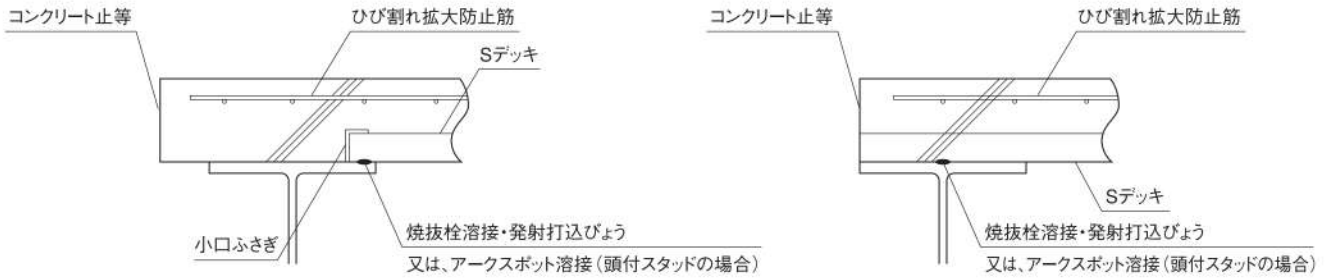 コンクリート止等
ひび割れ拡大防止筋
Sデッキ
小口ふさぎ
焼抜栓溶接・発射打込びょう
又は、アークスポット溶接（頭付スタッドの場合）
コンクリート止等
ひび割れ拡大防止筋
Sデッキ
焼抜栓溶接・発射打込びょう
又は、アークスポット溶接（頭付スタッドの場合）